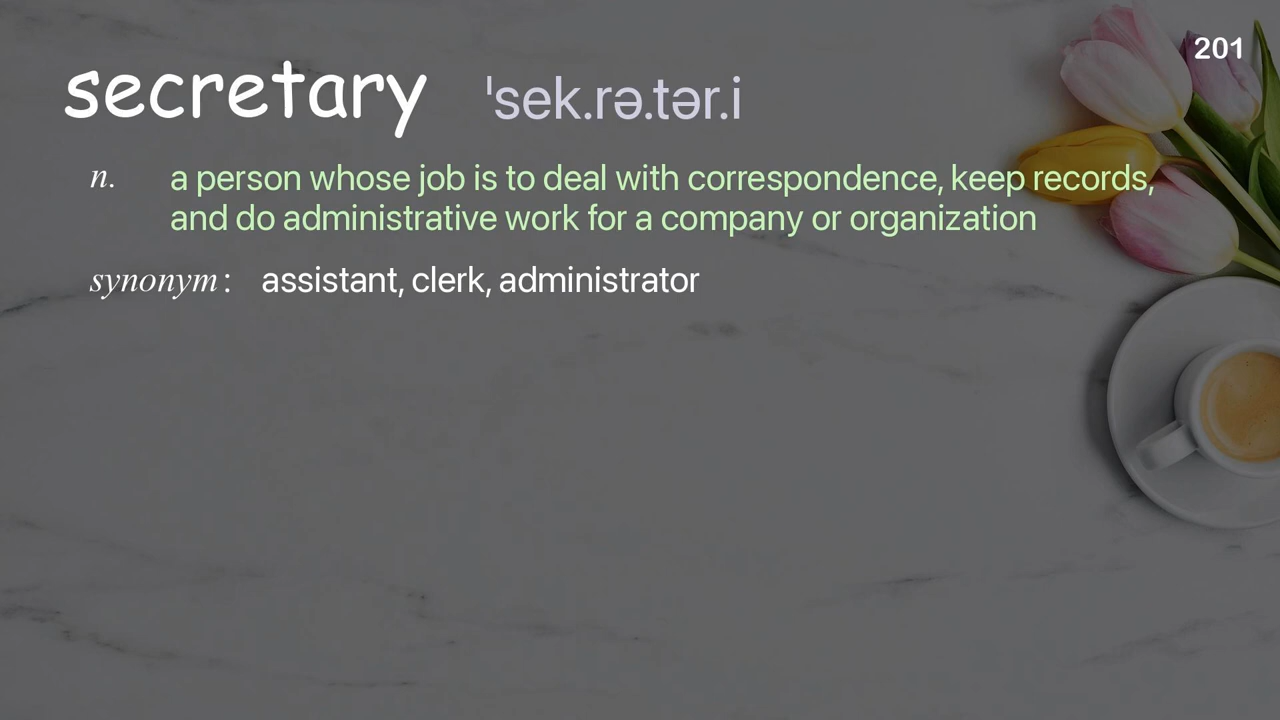 201
secretary ˈsek.rə.tər.i
n. a person whose job is to deal with correspondence, keep records,
and do administrative work for a company or organization
synonym : assistant, clerk, administrator